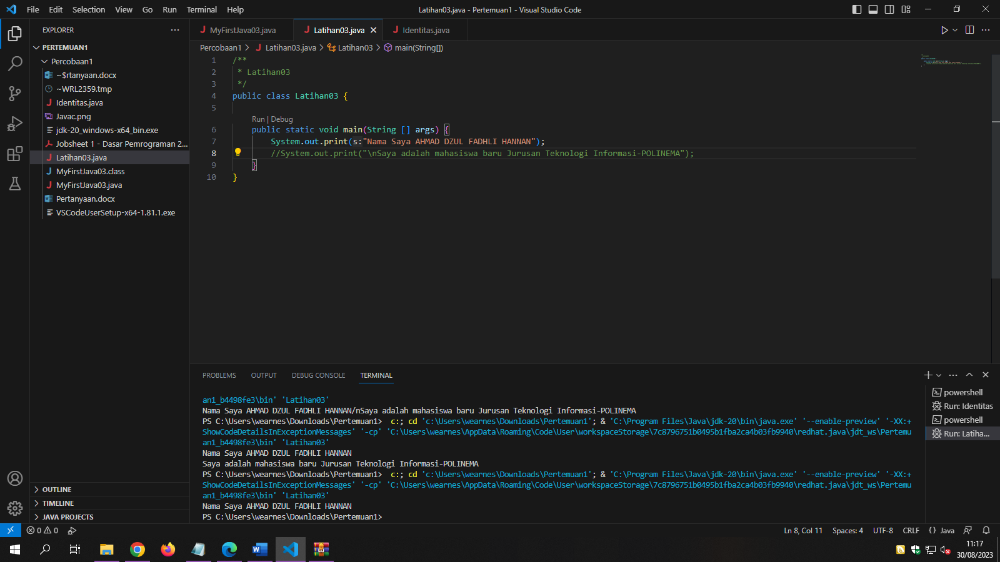 File Edit Selection View Go Run Terminal Help
Latihan03.java - Pertemuan1 - Visual Studio Code
EXPLORER
PERTEMUAN1
Percobaan1
~$rtanyaan.docx
~WRL2359.tmp
Identitas.java
Javac.png
jdk-20_windows-x64_bin.exe
Jobsheet 1 - Dasar Pemrograman 2...
Latihan03.java
MyFirstJava03.class
MyFirstJava03.java
Pertanyaan.docx
VSCodeUserSetup-x64-1.81.1.exe
OUTLINE
TIMELINE
JAVA PROJECTS
MyFirstJava03.java Latihan03.java Identitas.java
Percobaan1 > Latihan03.java > Latihan03 > main(String[])
1 /**
2 * Latihan03
3 */
4 public class Latihan03 {
5
Run | Debug
6 public static void main(String [] args) {
7 System.out.print(s:"Nama Saya AHMAD DZUL FADHLI HANNAN");
8 //System.out.print("\nSaya adalah mahasiswa baru Jurusan Teknologi Informasi-POLINEMA");
9 }
10 }
PROBLEMS OUTPUT DEBUG CONSOLE TERMINAL
an1_b4498fe3\bin' 'Latihan03'
Nama Saya AHMAD DZUL FADHLI HANNAN/nSaya adalah mahasiswa baru Jurusan Teknologi Informasi-POLINEMA
PS C:\Users\wearnes\Downloads\Pertemuan1>  c:; cd 'c:\Users\wearnes\Downloads\Pertemuan1'; & 'C:\Program Files\Java\jdk-20\bin\java.exe' '--enable-preview' '-XX:+
ShowCodeDetailsInExceptionMessages' '-cp' 'C:\Users\wearnes\AppData\Roaming\Code\User\workspaceStorage\7c8796751b0495b1fba2ca4b03fb9940\redhat.java\jdt_ws\Pertemu
an1_b4498fe3\bin' 'Latihan03'
Nama Saya AHMAD DZUL FADHLI HANNAN
Saya adalah mahasiswa baru Jurusan Teknologi Informasi-POLINEMA
PS C:\Users\wearnes\Downloads\Pertemuan1>  c:; cd 'c:\Users\wearnes\Downloads\Pertemuan1'; & 'C:\Program Files\Java\jdk-20\bin\java.exe' '--enable-preview' '-XX:+
ShowCodeDetailsInExceptionMessages' '-cp' 'C:\Users\wearnes\AppData\Roaming\Code\User\workspaceStorage\7c8796751b0495b1fba2ca4b03fb9940\redhat.java\jdt_ws\Pertemu
an1_b4498fe3\bin' 'Latihan03'
Nama Saya AHMAD DZUL FADHLI HANNAN
PS C:\Users\wearnes\Downloads\Pertemuan1>
powershell
Run: Identitas
powershell
Run: Latiha...
0 0
Ln 8, Col 11 Spaces: 4 UTF-8 CRLF {} Java
11:17
30/08/2023